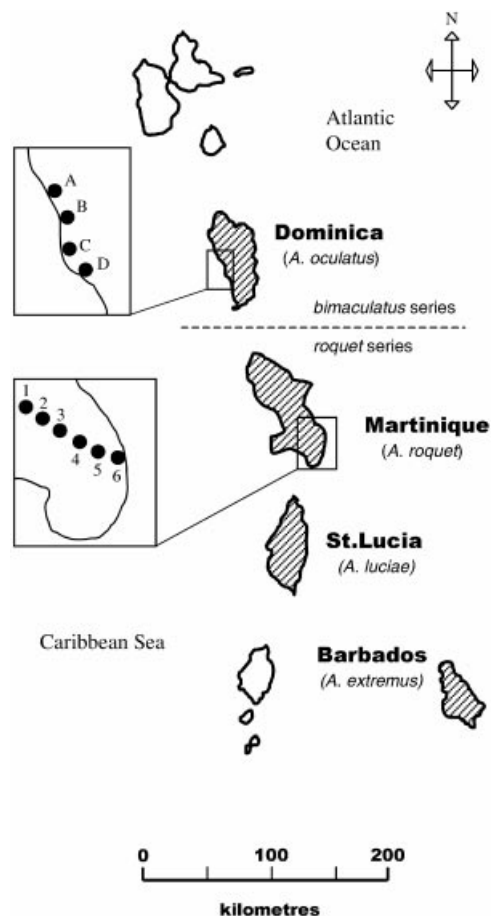 N
Atlantic
Ocean
A
B
C
D
Dominica
(A. oculatus)
bimaculatus series
roquet series
1
2
3
4
5
6
Martinique
(A. roquet)
St.Lucia
(A. luciae)
Caribbean Sea
Barbados
(A. extremus)
0 100 200
kilometres